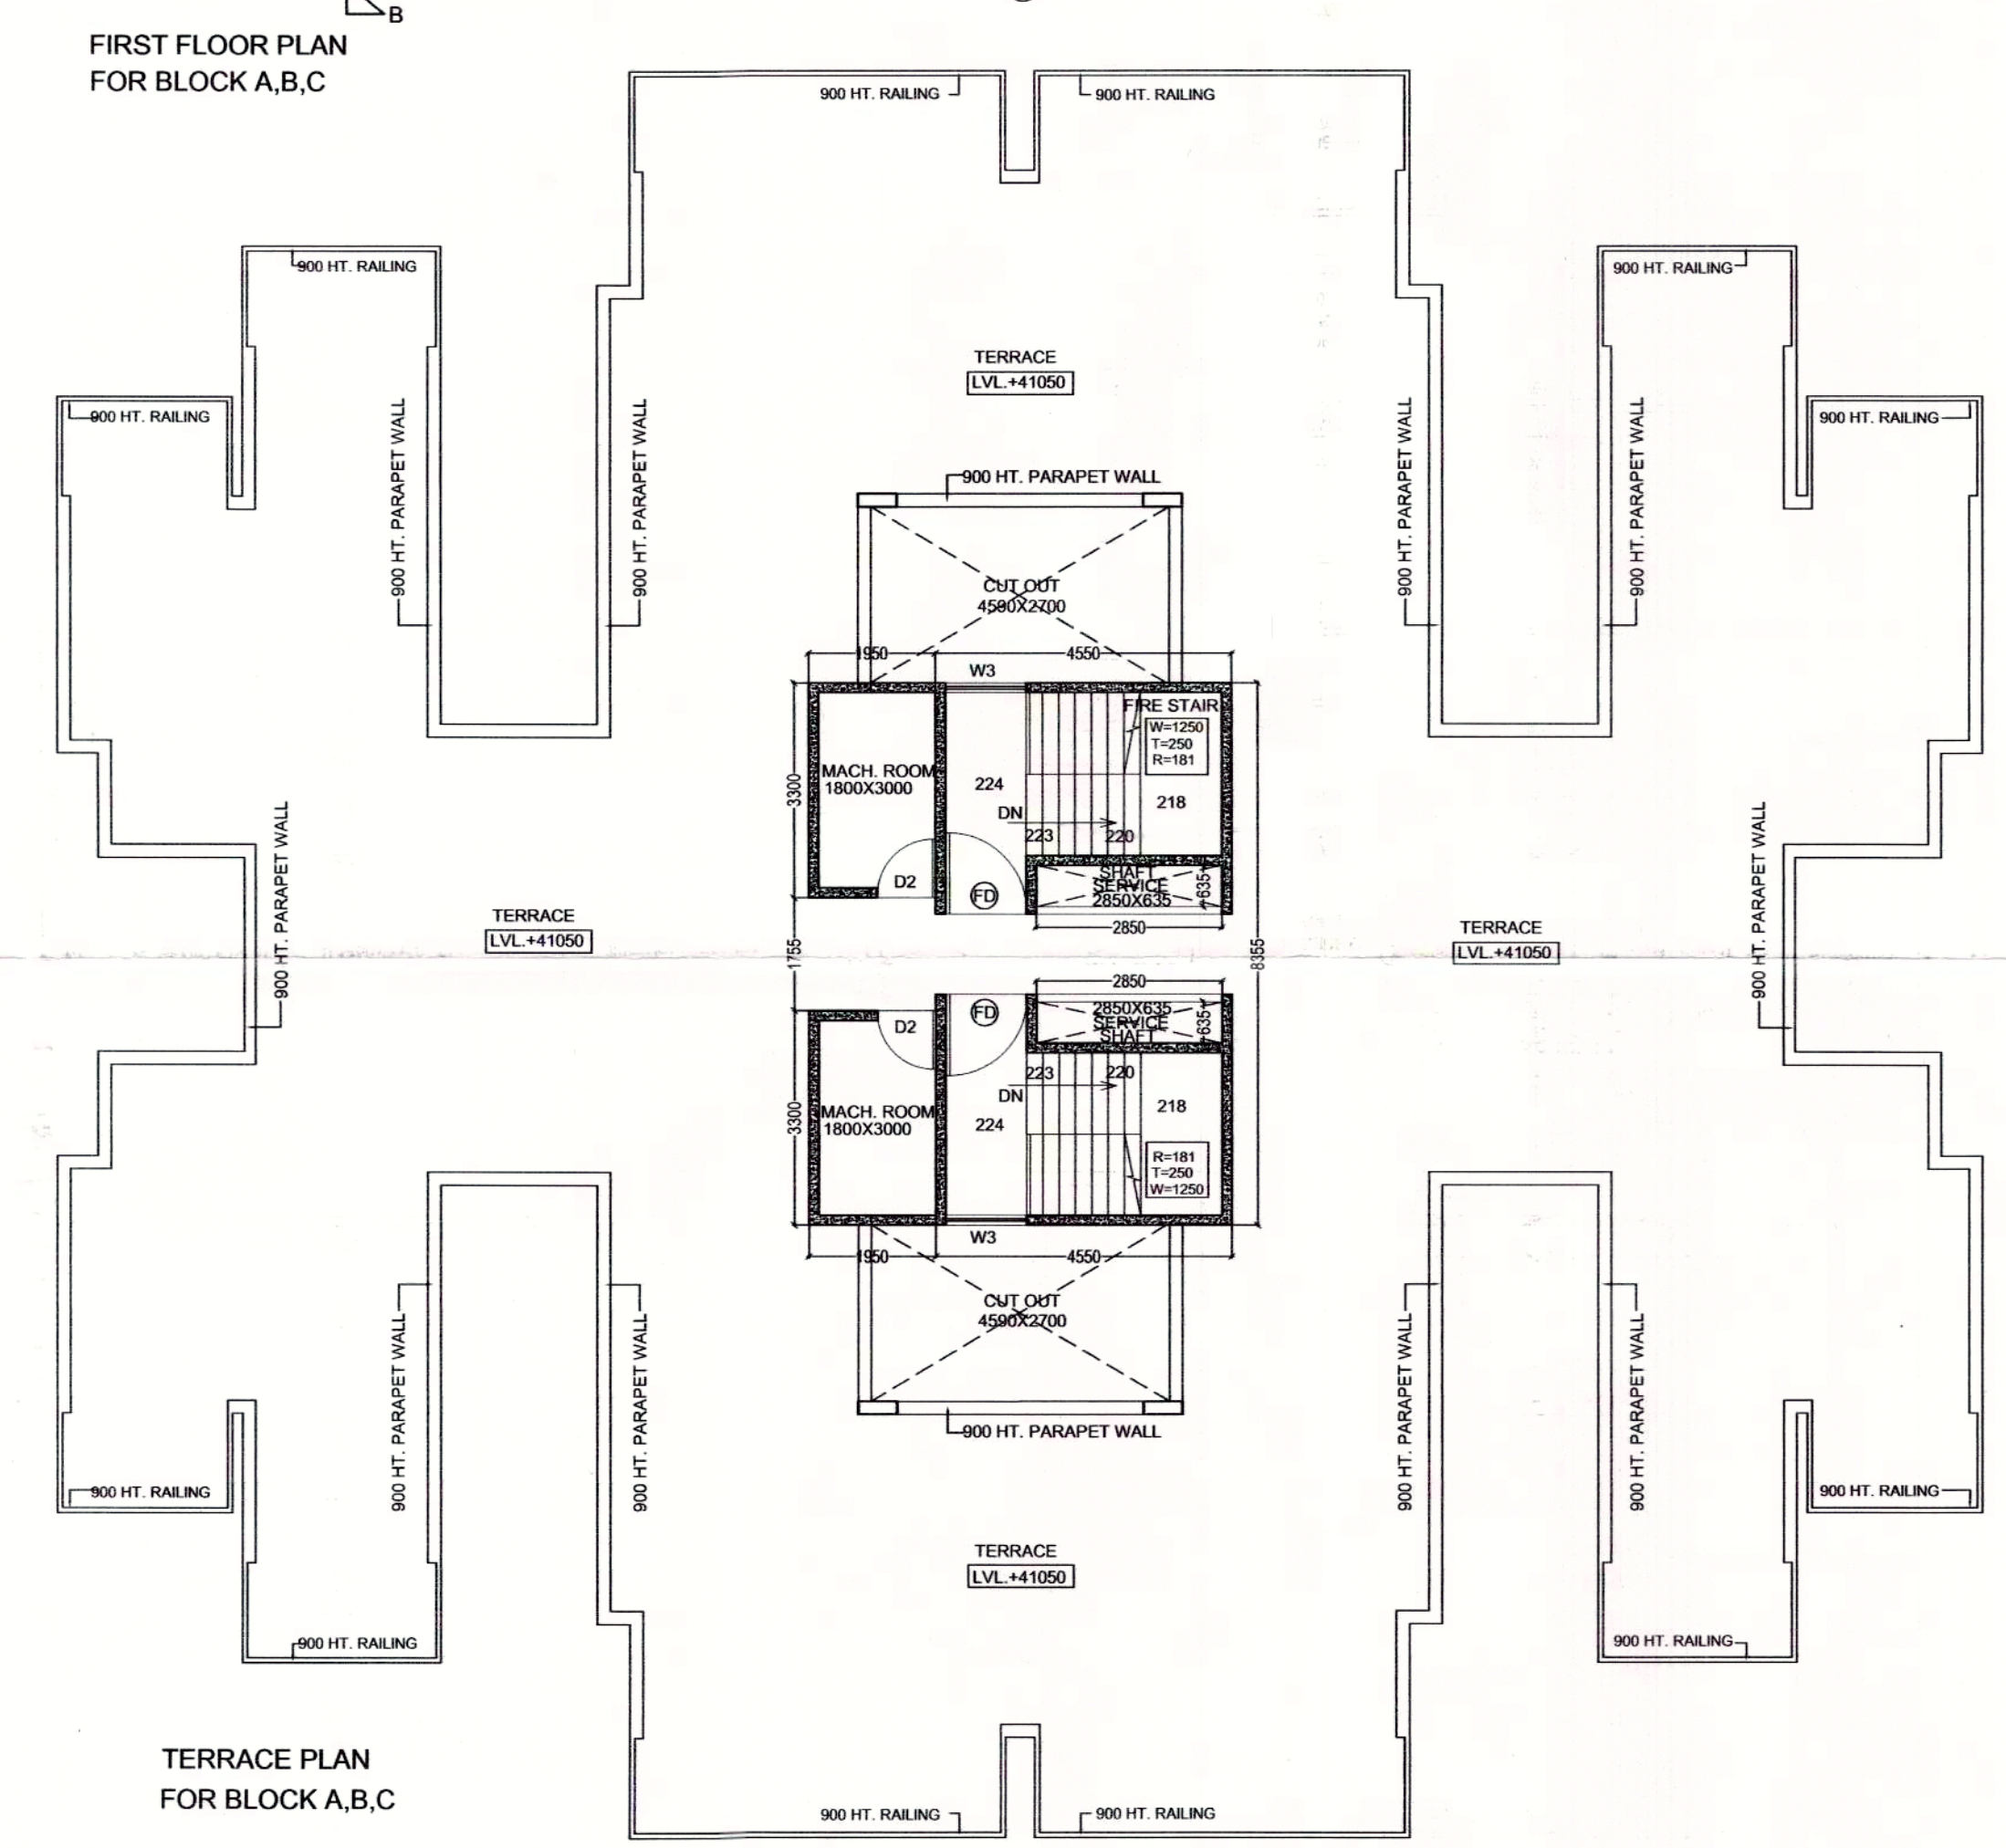 B
FIRST FLOOR PLAN
FOR BLOCK A,B,C
900 HT. RAILING
900 HT. RAILING
900 HT. RAILING
900 HT. RAILING
TERRACE
LVL.+41050
900 HT. RAILING
900 HT. RAILING
900 HT. PARAPET WALL
900 HT. PARAPET WALL
900 HT. PARAPET WALL
900 HT. PARAPET WALL
900 HT. PARAPET WALL
CUT OUT
4590X2700
1950
4550
W3
FIRE STAIR
W=1250
T=250
R=181
MACH. ROOM
1800X3000
3300
224
218
DN
223
220
D2
FD
SHAFT
SERVICE
2850X635
635
2850
900 HT. PARAPET WALL
900 HT. PARAPET WALL
TERRACE
LVL.+41050
1755
8355
TERRACE
LVL.+41050
2850
2850X635
SERVICE
SHAFT
635
FD
D2
223
220
DN
218
224
MACH. ROOM
1800X3000
3300
R=181
T=250
W=1250
W3
1950
4550
CUT OUT
4590X2700
900 HT. PARAPET WALL
900 HT. PARAPET WALL
900 HT. PARAPET WALL
900 HT. PARAPET WALL
900 HT. PARAPET WALL
900 HT. RAILING
900 HT. RAILING
TERRACE
LVL.+41050
900 HT. RAILING
900 HT. RAILING
TERRACE PLAN
FOR BLOCK A,B,C
900 HT. RAILING
900 HT. RAILING